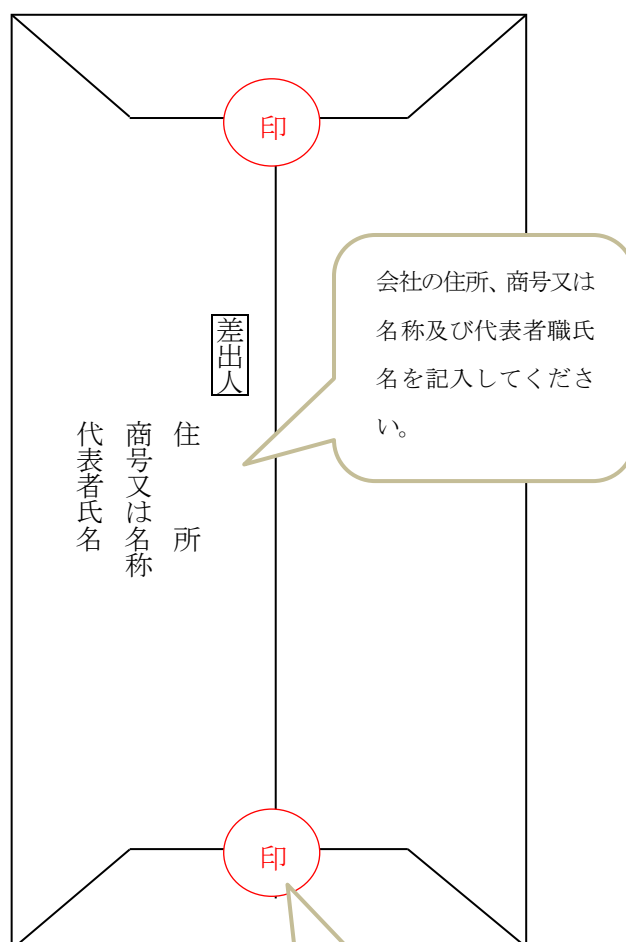 印
会社の住所、商号又は
名称及び代表者職氏
名を記入してくださ
い。
差出人
住　所
商号又は名称
代表者氏名
印